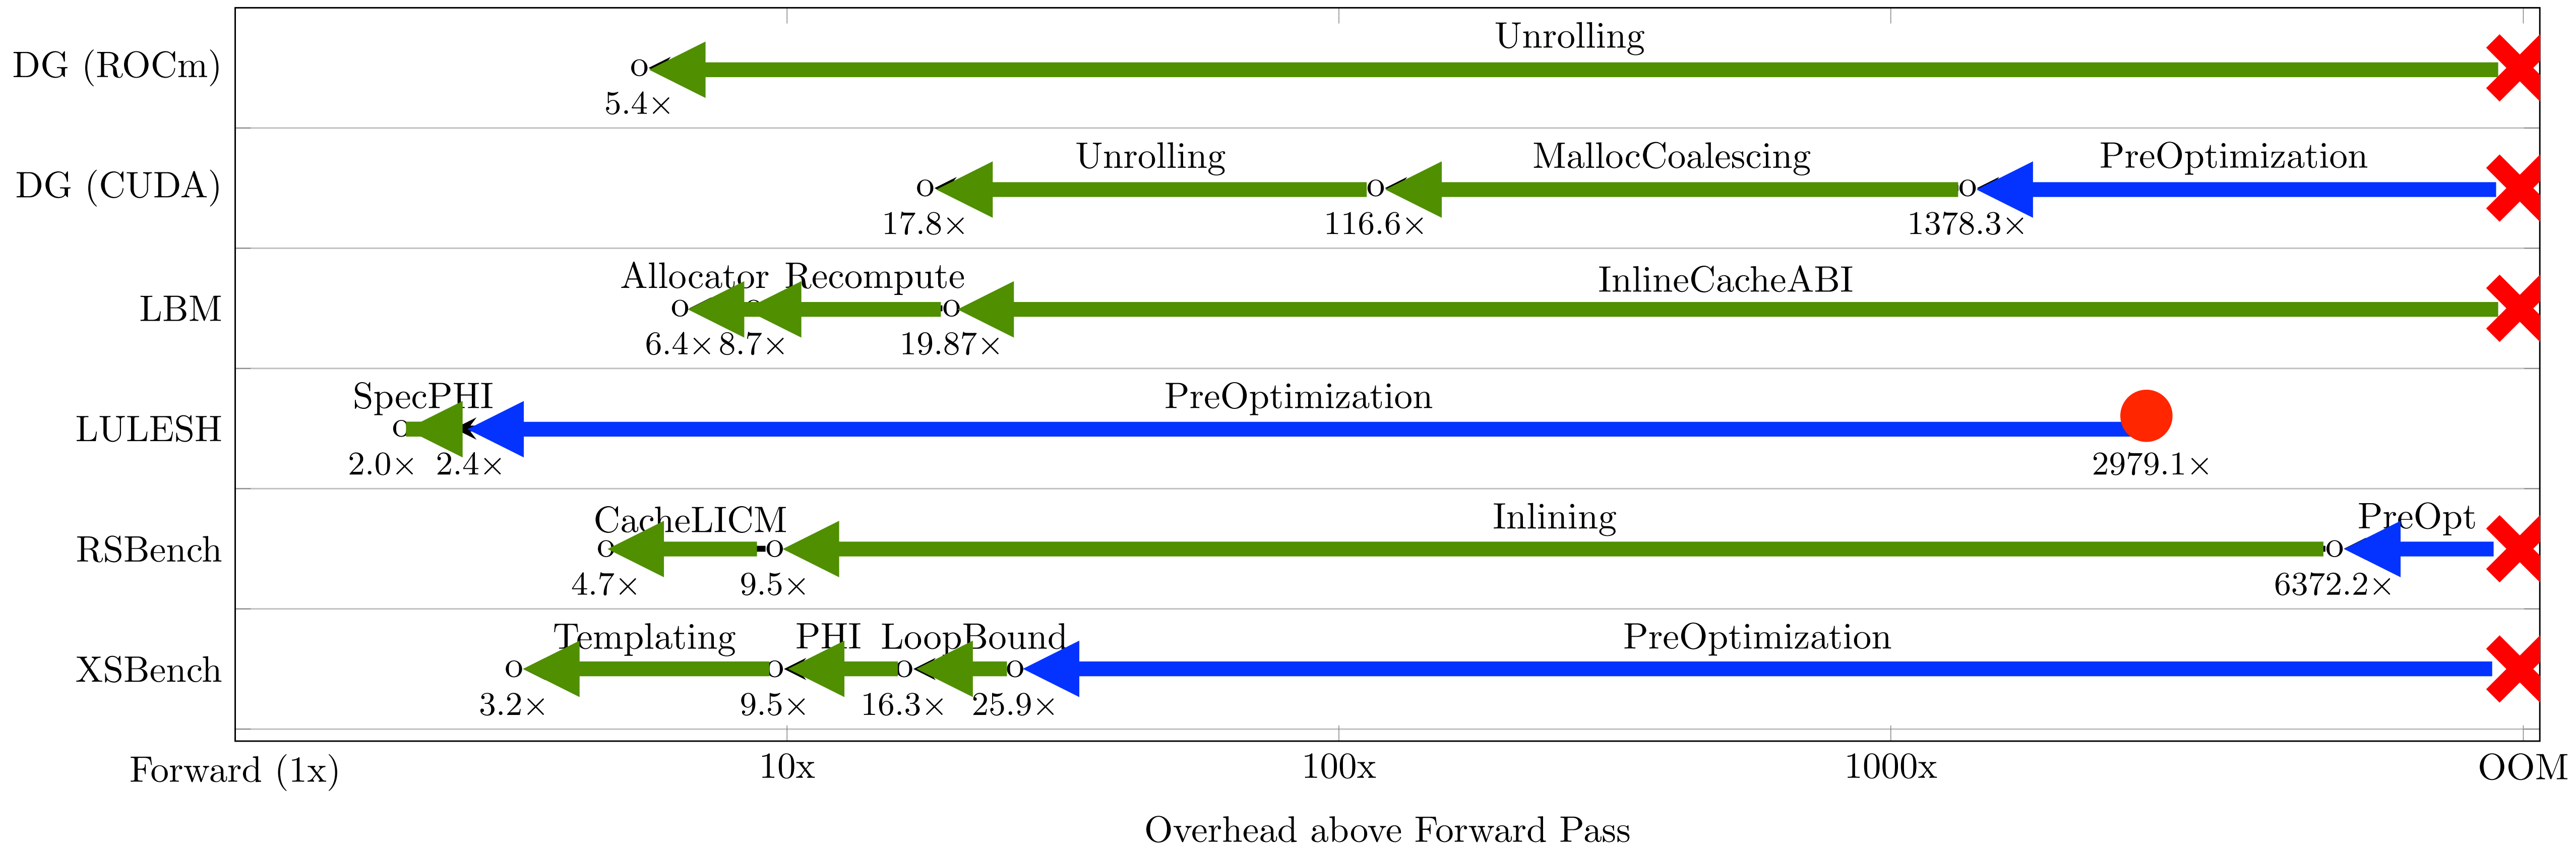 Unrolling
DG (ROCm)
5.4×
Unrolling MallocCoalescing PreOptimization
DG (CUDA)
17.8× 116.6× 1378.3×
Allocator Recompute InlineCacheABI
LBM
6.4× 8.7× 19.87×
SpecPHI PreOptimization
LULESH
2.0× 2.4× 2979.1×
CacheLICM Inlining PreOpt
RSBench
4.7× 9.5× 6372.2×
Templating PHI LoopBound PreOptimization
XSBench
3.2× 9.5× 16.3× 25.9×
Forward (1x) 10x 100x 1000x OOM
Overhead above Forward Pass